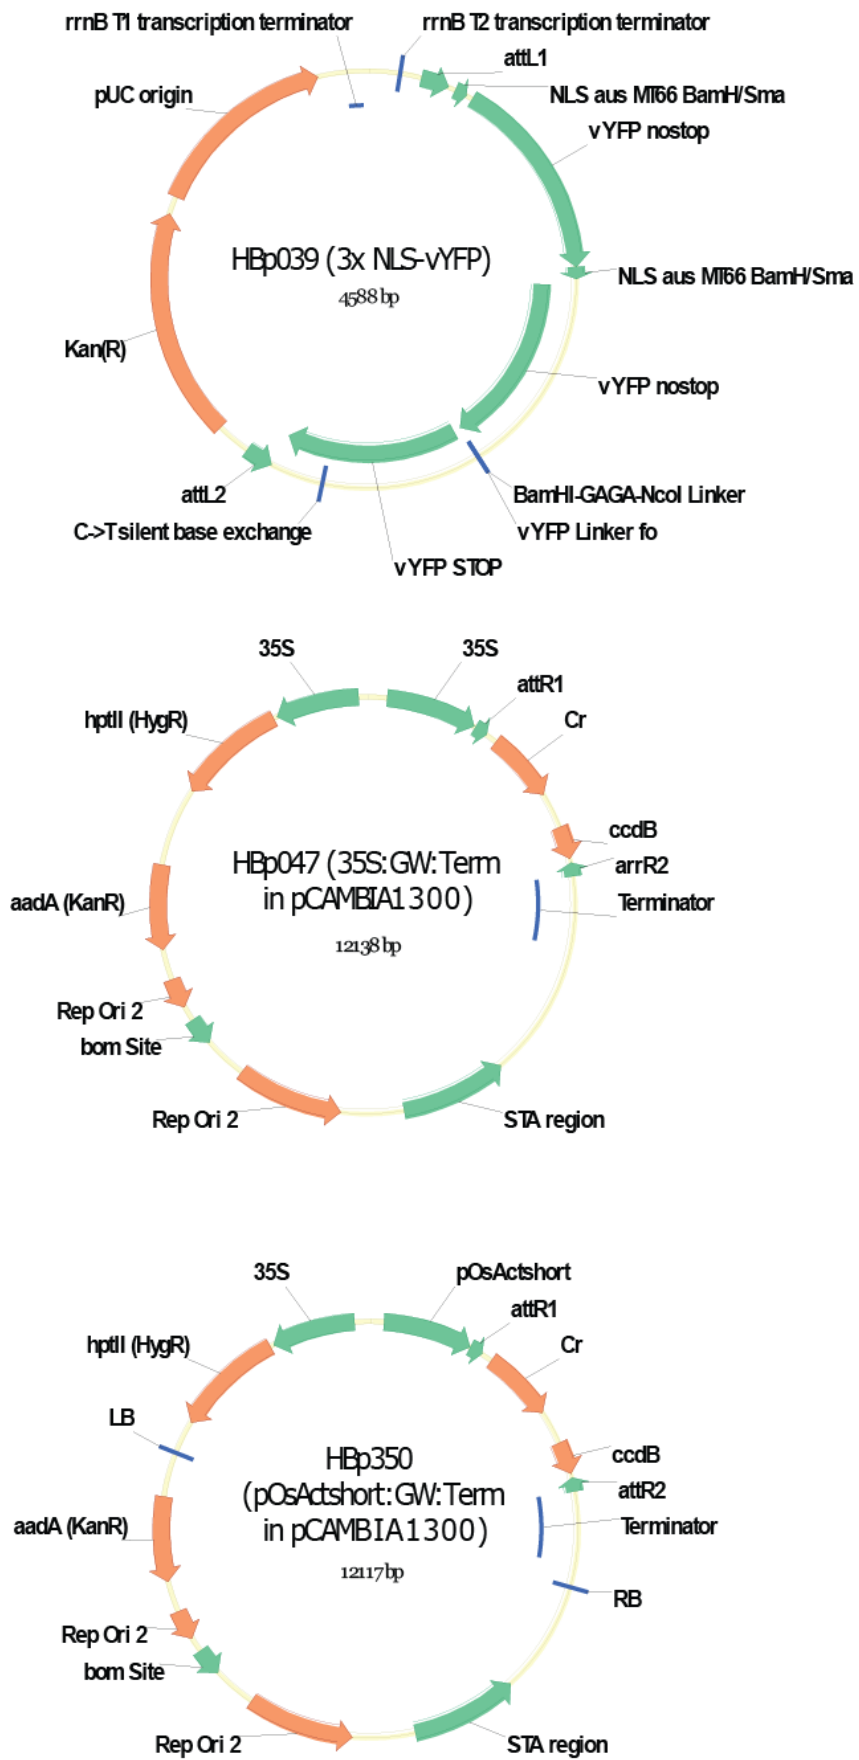 rrnB T1 transcription terminator
rrnB T2 transcription terminator
attL1
pUC origin
NLS aus MT66 BamH/Sma
vYFP nostop
HBp039 (3x NLS-vYFP)
4588 bp
NLS aus MT66 BamH/Sma
Kan(R)
vYFP nostop
attL2
BamHI-GAGA-NcoI Linker
C->T silent base exchange
vYFP Linker fo
vYFP STOP
35S
35S
attR1
hptII (HygR)
Cr
ccdB
HBp047 (35S:GW:Term
in pCAMBIA1300)
12138 bp
arrR2
aadA (KanR)
Terminator
Rep Ori 2
bom Site
Rep Ori 2
STA region
35S
pOsActshort
attR1
hptII (HygR)
Cr
LB
ccdB
HBp350
(pOsActshort:GW:Term
in pCAMBIA1300)
12117 bp
attR2
aadA (KanR)
Terminator
RB
Rep Ori 2
bom Site
Rep Ori 2
STA region